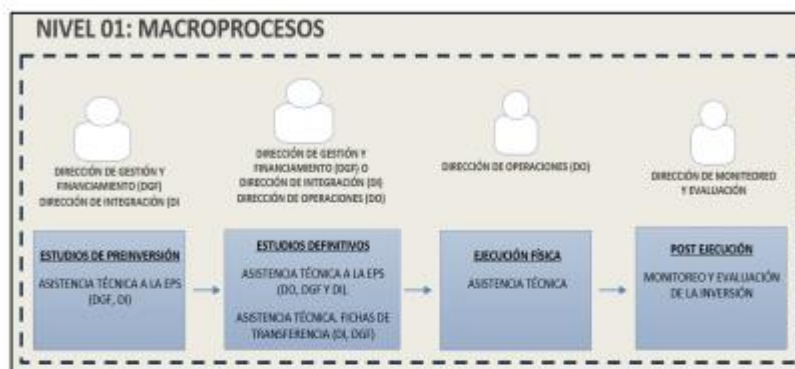 NIVEL 01: MACROPROCESOS
DIRECCIÓN DE GESTIÓN Y
FINANCIAMIENTO (DGF)
DIRECCIÓN DE INTEGRACIÓN (DI
DIRECCIÓN DE GESTIÓN Y
FINANCIAMIENTO (DGF) O
DIRECCIÓN DE INTEGRACIÓN (DI)
DIRECCIÓN DE OPERACIONES (DO)
DIRECCIÓN DE OPERACIONES (DO)
DIRECCIÓN DE MONITEOREO
Y EVALUACIÓN
ESTUDIOS DE PREINVERSIÓN
ASISTENCIA TÉCNICA A LA EPS
(DGF, DI)
ESTUDIOS DEFINITIVOS
ASISTENCIA TÉCNICA A LA EPS
(DO, DGF Y DI),
ASISTENCIA TÉCNICA, FICHAS DE
TRANSFERENCIA (DI, DGF)
EJECUCIÓN FÍSICA
ASISTENCIA TÉCNICA
POST EJECUCIÓN
MONITOREO Y EVALUACIÓN
DE LA INVERSIÓN